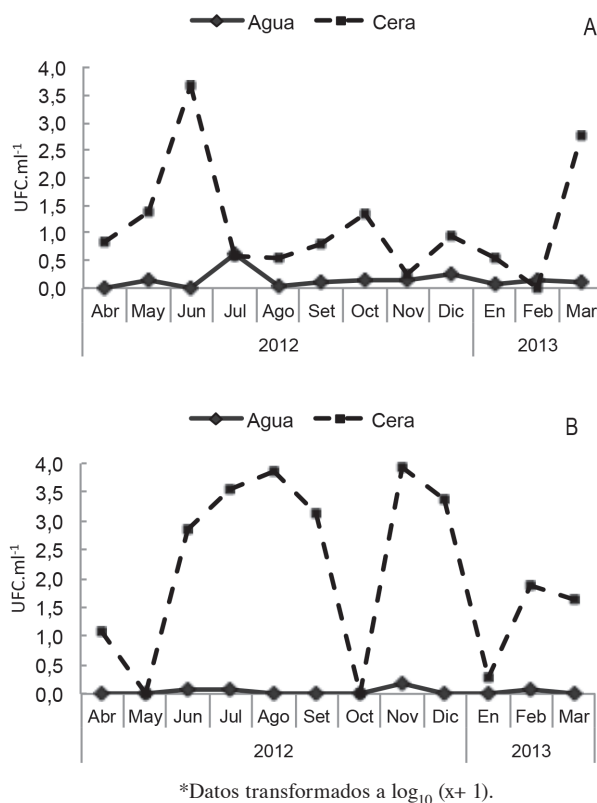 Agua Cera A
UFC.ml-1
4,0
3,5
3,0
2,5
2,0
1,5
1,0
0,5
0,0
Abr May Jun Jul Ago Set Oct Nov Dic En Feb Mar
2012 2013
Agua Cera B
UFC.ml-1
4,0
3,5
3,0
2,5
2,0
1,5
1,0
0,5
0,0
Abr May Jun Jul Ago Set Oct Nov Dic En Feb Mar
2012 2013
*Datos transformados a log10 (x+ 1).